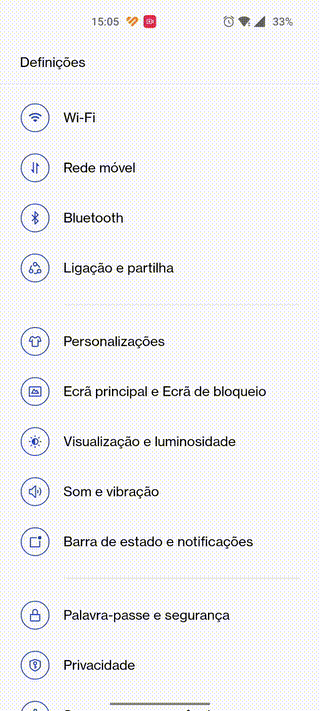 15:05 33%
Definições
Wi-Fi
Rede móvel
Bluetooth
Ligação e partilha
Personalizações
Ecrã principal e Ecrã de bloqueio
Visualização e luminosidade
Som e vibração
Barra de estado e notificações
Palavra-passe e segurança
Privacidade